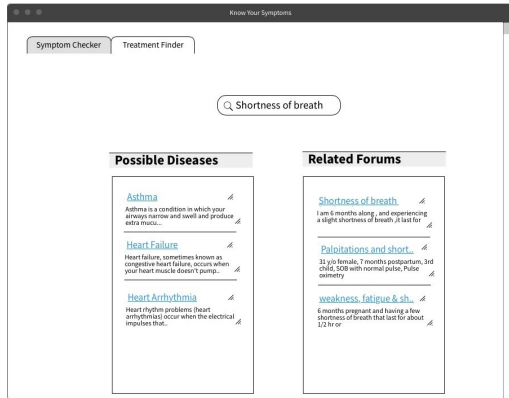 Know Your Symptoms
Symptom Checker
Treatment Finder
Shortness of breath
Possible Diseases
Asthma
Asthma is a condition in which your
airways narrow and swell and produce
extra mucu...
Heart Failure
Heart failure, sometimes known as
congestive heart failure, occurs when
your heart muscle doesn't pump..
Heart Arrhythmia
Heart rhythm problems (heart
arrhythmias) occur when the electrical
impulses that..
Related Forums
Shortness of breath
I am 6 months along , and experiencing
a slight shortness of breath ,it last for
Palpitations and short..
31 y/o female, 7 months postpartum, 3rd
child, SOB with normal pulse, Pulse
oximetry
weakness, fatigue & sh..
6 months pregnant and having a few
shortness of breath that last for about
1/2 hr or